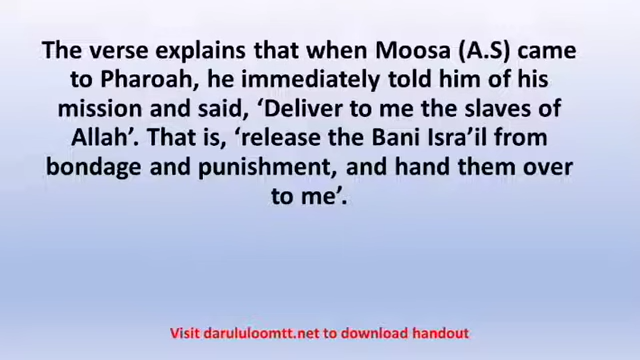 The verse explains that when Moosa (A.S) came
to Pharoah, he immediately told him of his
mission and said, ‘Deliver to me the slaves of
Allah’. That is, ‘release the Bani Isra’il from
bondage and punishment, and hand them over
to me’.
Visit darululoomtt.net to download handout